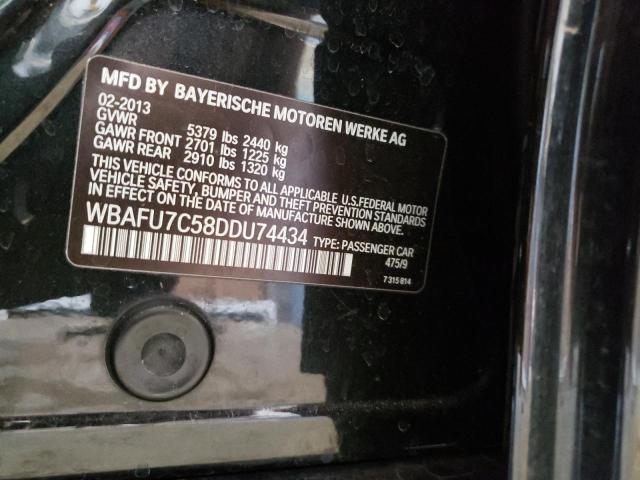 MFD BY BAYERISCHE MOTOREN WERKE AG
02-2013
GVWR 5379 lbs 2440 kg
GAWR FRONT 2701 lbs 1225 kg
GAWR REAR 2910 lbs 1320 kg
THIS VEHICLE CONFORMS TO ALL APPLICABLE U.S.FEDERAL MOTOR
VEHICLE SAFETY, BUMPER AND THEFT PREVENTION STANDARDS
IN EFFECT ON THE DATE OF MANUFACTURE SHOWN ABOVE.
WBAFU7C58DDU74434 TYPE: PASSENGER CAR
475/9
7 315 814